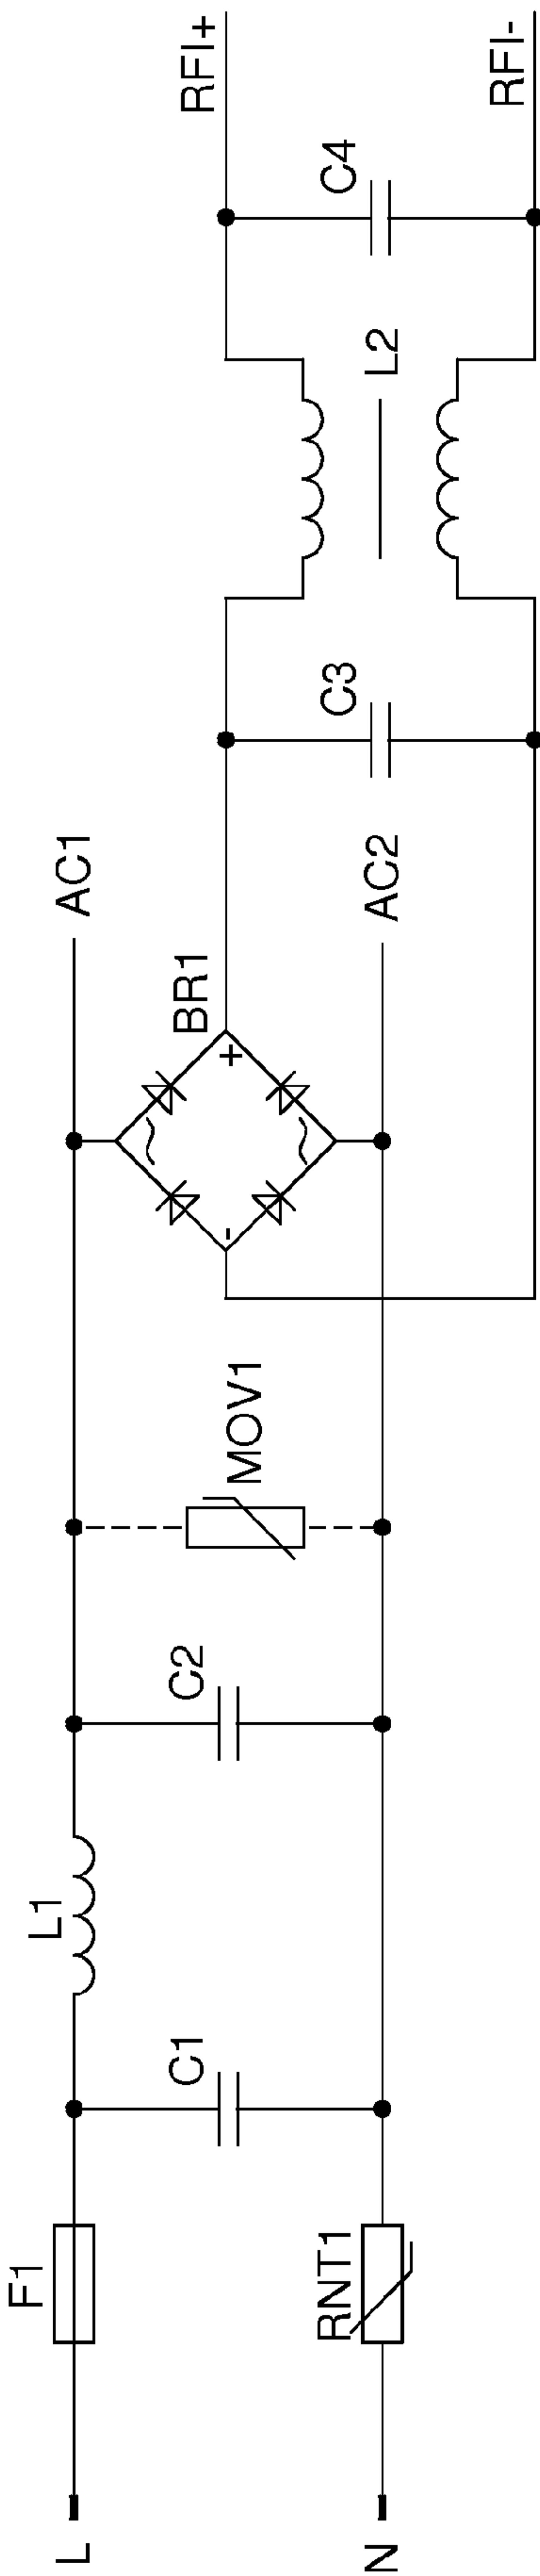 L
F1
L1
C1
C2
MOV1
AC1
BR1
~
~
+
-
RNT1
N
AC2
C3
L2
C4
RFI+
RFI-